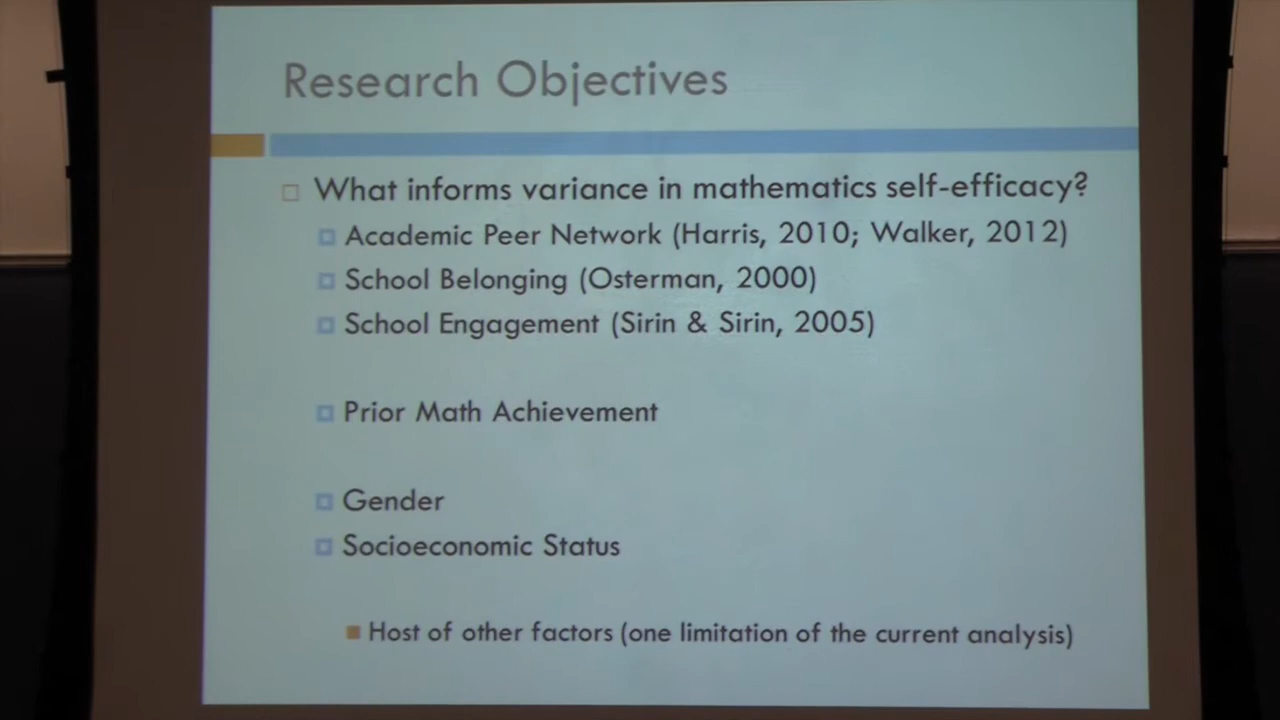 Research Objectives
What informs variance in mathematics self-efficacy?
Academic Peer Network (Harris, 2010; Walker, 2012)
School Belonging (Osterman, 2000)
School Engagement (Sirin & Sirin, 2005)
Prior Math Achievement
Gender
Socioeconomic Status
Host of other factors (one limitation of the current analysis)